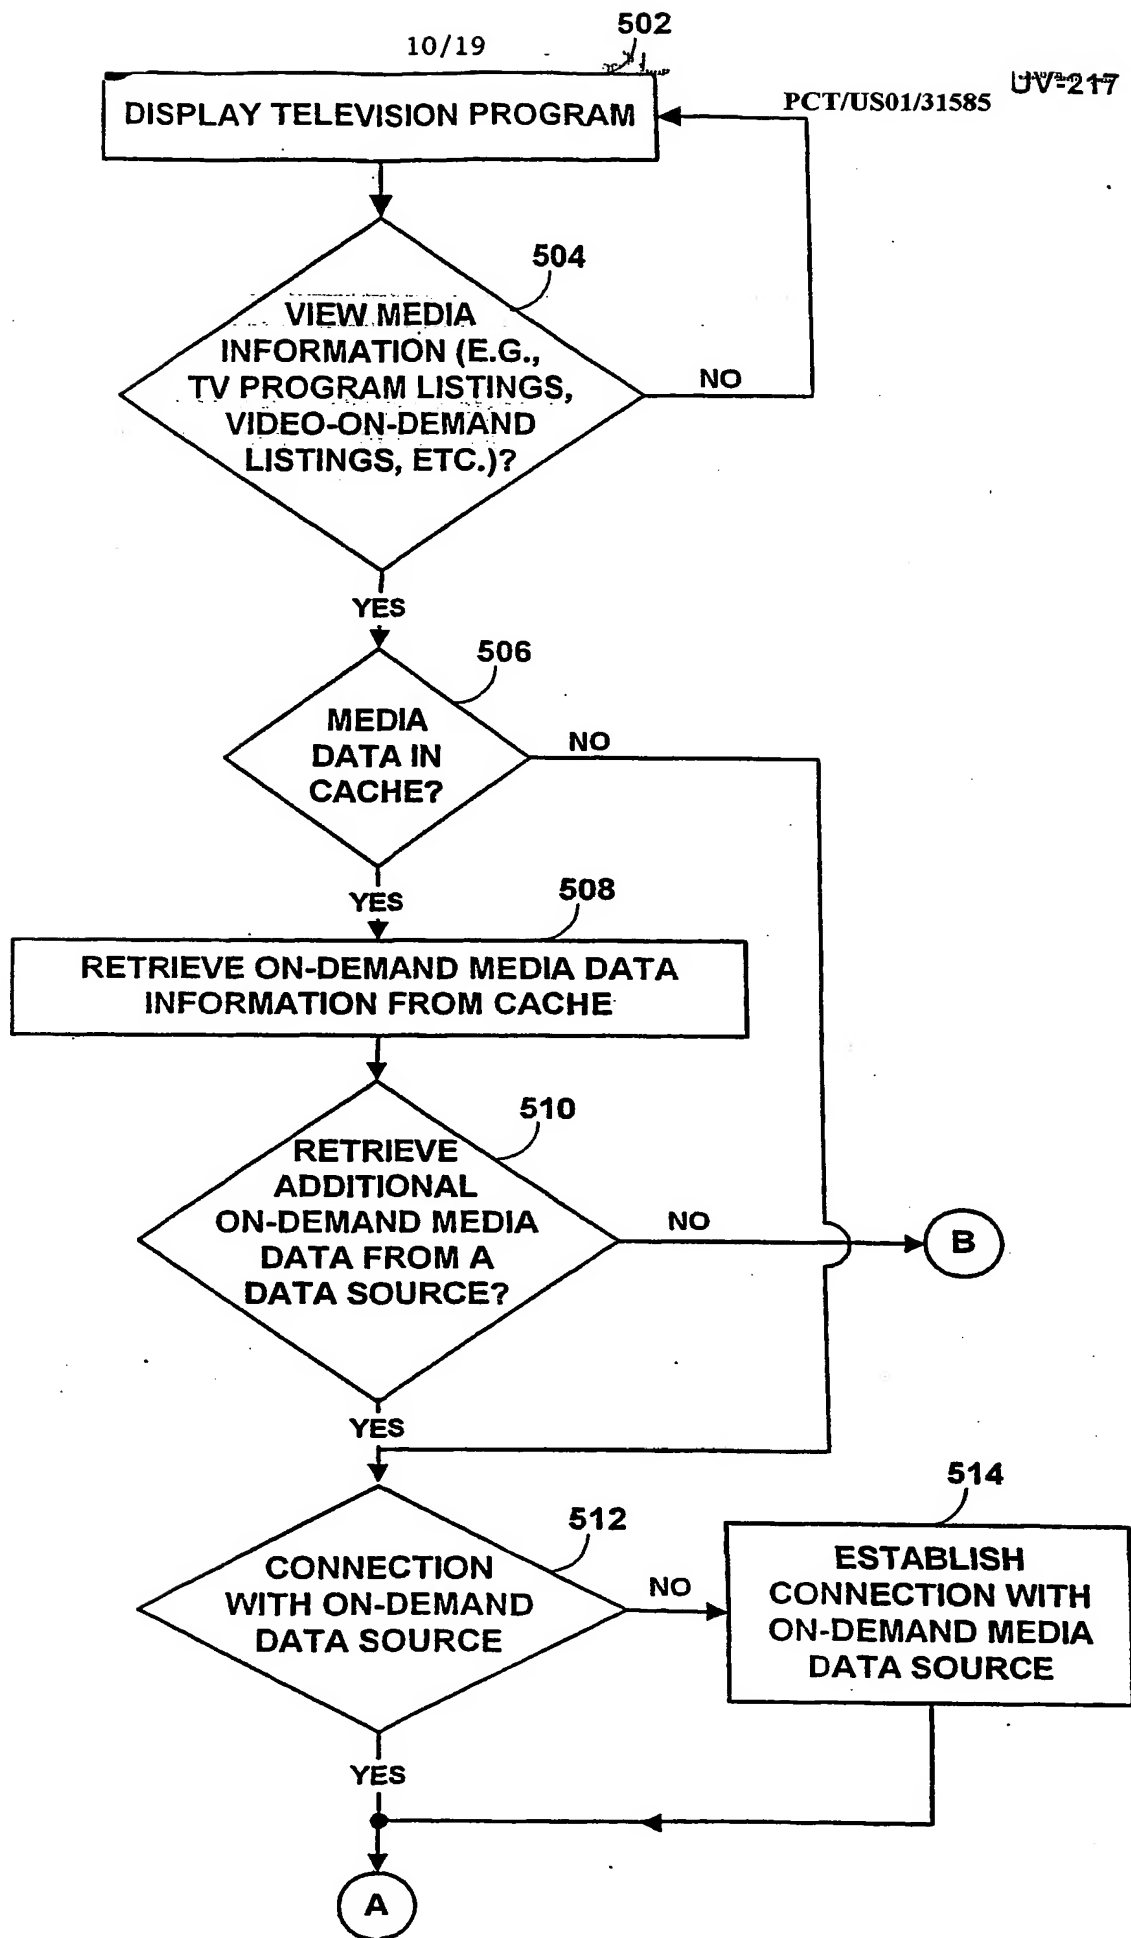 10/19
502
UV-217
PCT/US01/31585
DISPLAY TELEVISION PROGRAM
504
VIEW MEDIA
INFORMATION (E.G.,
TV PROGRAM LISTINGS,
VIDEO-ON-DEMAND
LISTINGS, ETC.)?
NO
YES
506
MEDIA
DATA IN
CACHE?
NO
YES
508
RETRIEVE ON-DEMAND MEDIA DATA
INFORMATION FROM CACHE
510
RETRIEVE
ADDITIONAL
ON-DEMAND MEDIA
DATA FROM A
DATA SOURCE?
NO
B
YES
512
CONNECTION
WITH ON-DEMAND
DATA SOURCE
NO
514
ESTABLISH
CONNECTION WITH
ON-DEMAND MEDIA
DATA SOURCE
YES
A